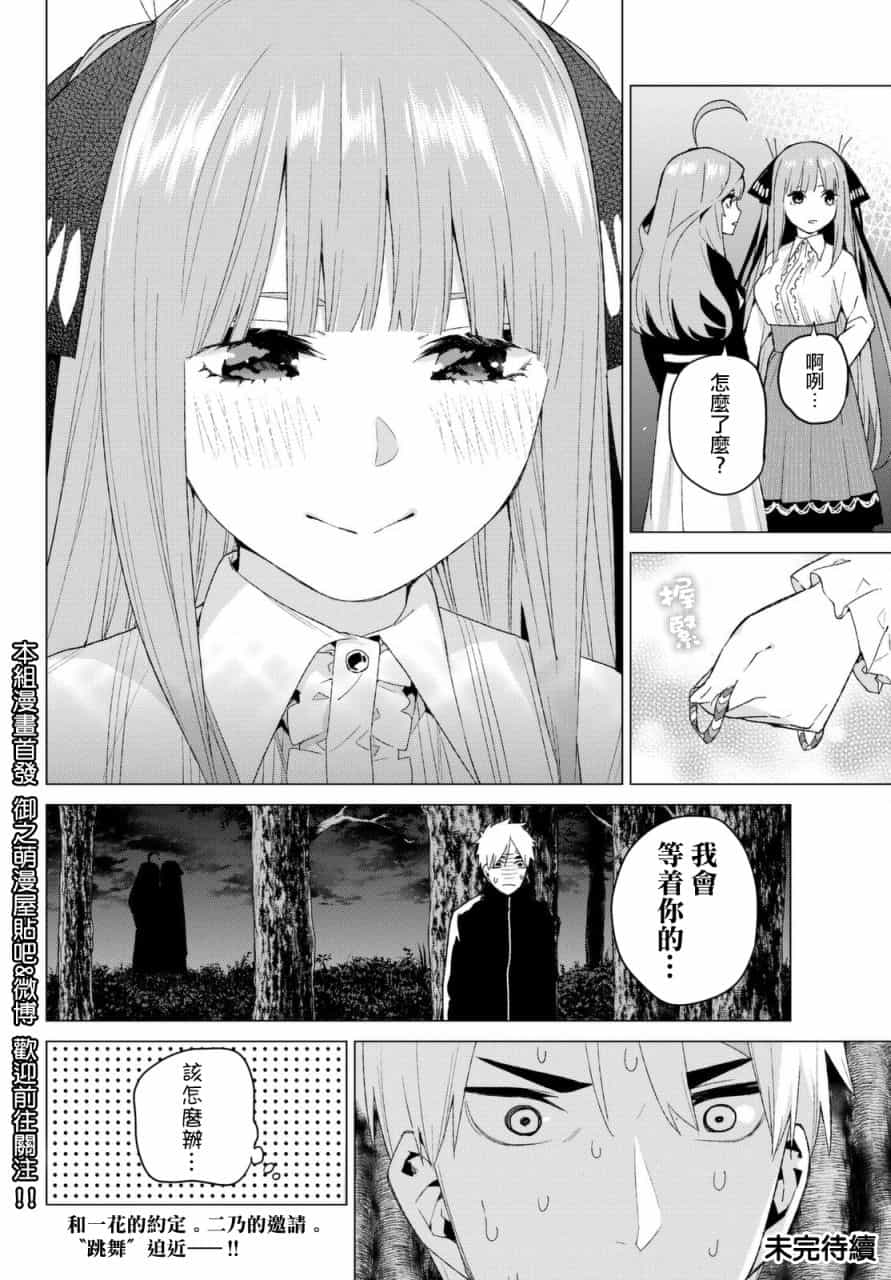 啊咧…
怎麼了麼?
握緊
我會
等着你的…
該怎麽辦…
和一花的約定。二乃的邀請。
〝跳舞〞迫近——!!
未完待續
本組漫畫首發 御之萌漫屋貼吧&微博 歡迎前往關注!!